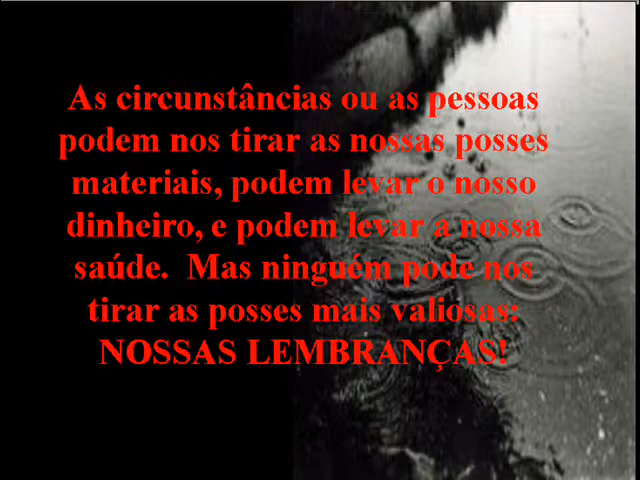 As circunstâncias ou as pessoas
podem nos tirar as nossas posses
materiais, podem levar o nosso
dinheiro, e podem levar a nossa
saúde.  Mas ninguém pode nos
tirar as posses mais valiosas:
NOSSAS LEMBRANÇAS!